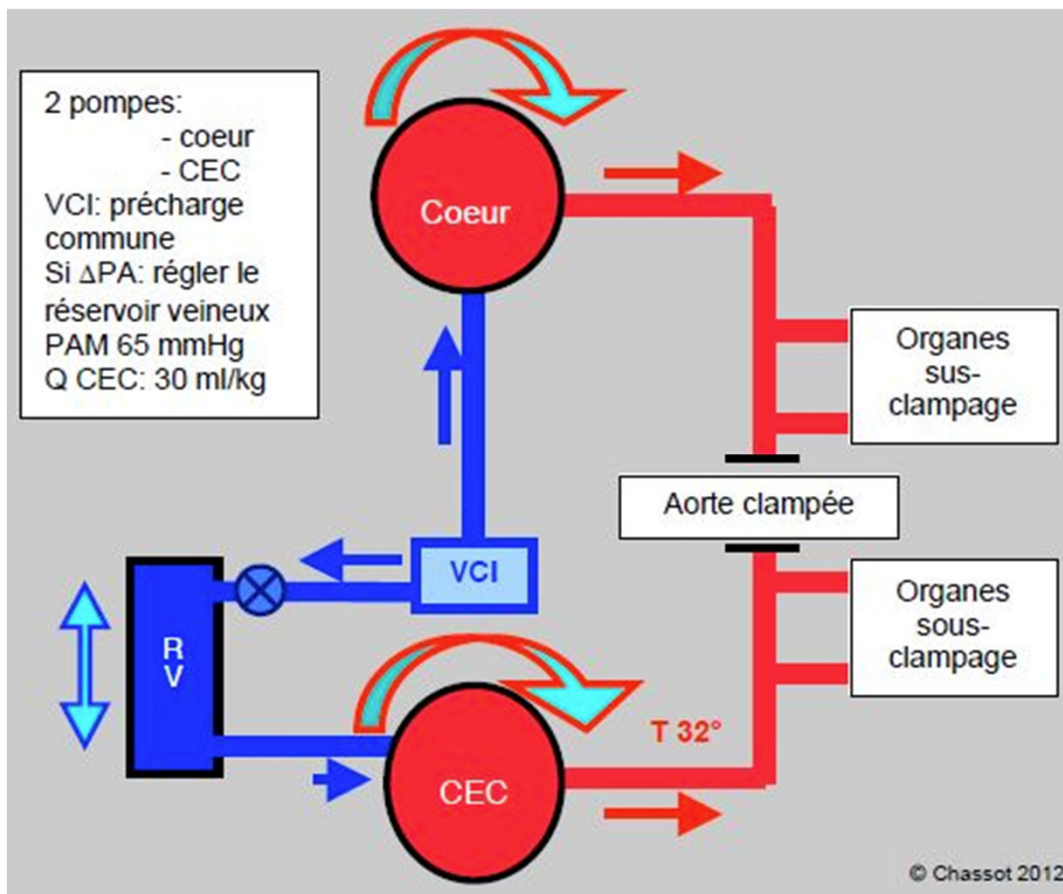 2 pompes:
- coeur
- CEC
VCI: précharge
commune
Si ΔPA: régler le
réservoir veineux
PAM 65 mmHg
Q CEC: 30 ml/kg
Coeur
Organes
sus-
clampage
Aorte clampée
VCI
Organes
sous-
clampage
R
V
T 32°
CEC
© Chassot 2012